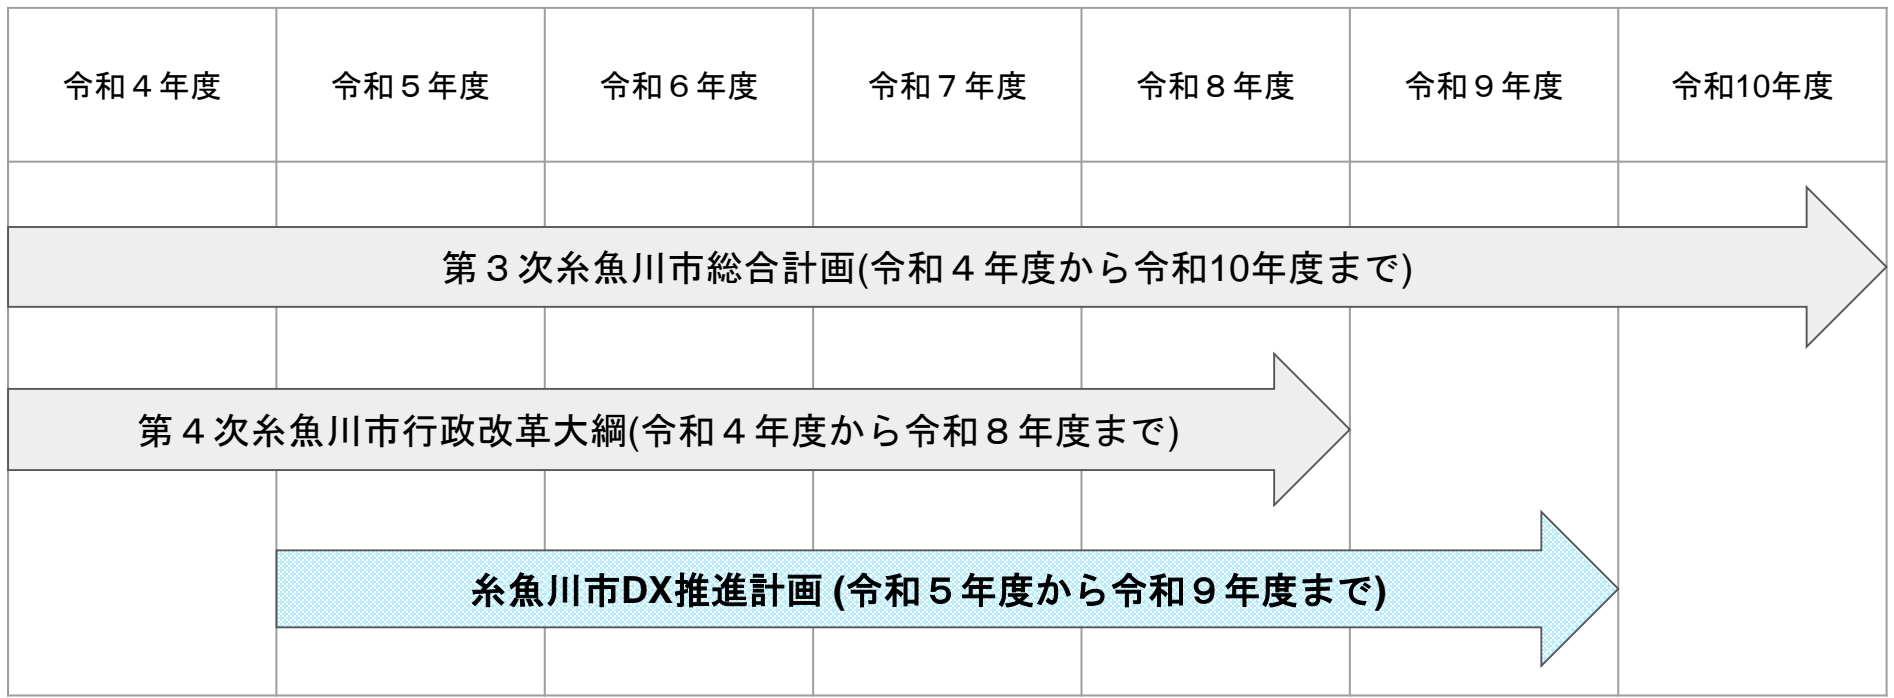 令和４年度 令和５年度 令和６年度 令和７年度 令和８年度 令和９年度 令和10年度
第３次糸魚川市総合計画(令和４年度から令和10年度まで)
第４次糸魚川市行政改革大綱(令和４年度から令和８年度まで)
糸魚川市DX推進計画 (令和５年度から令和９年度まで)